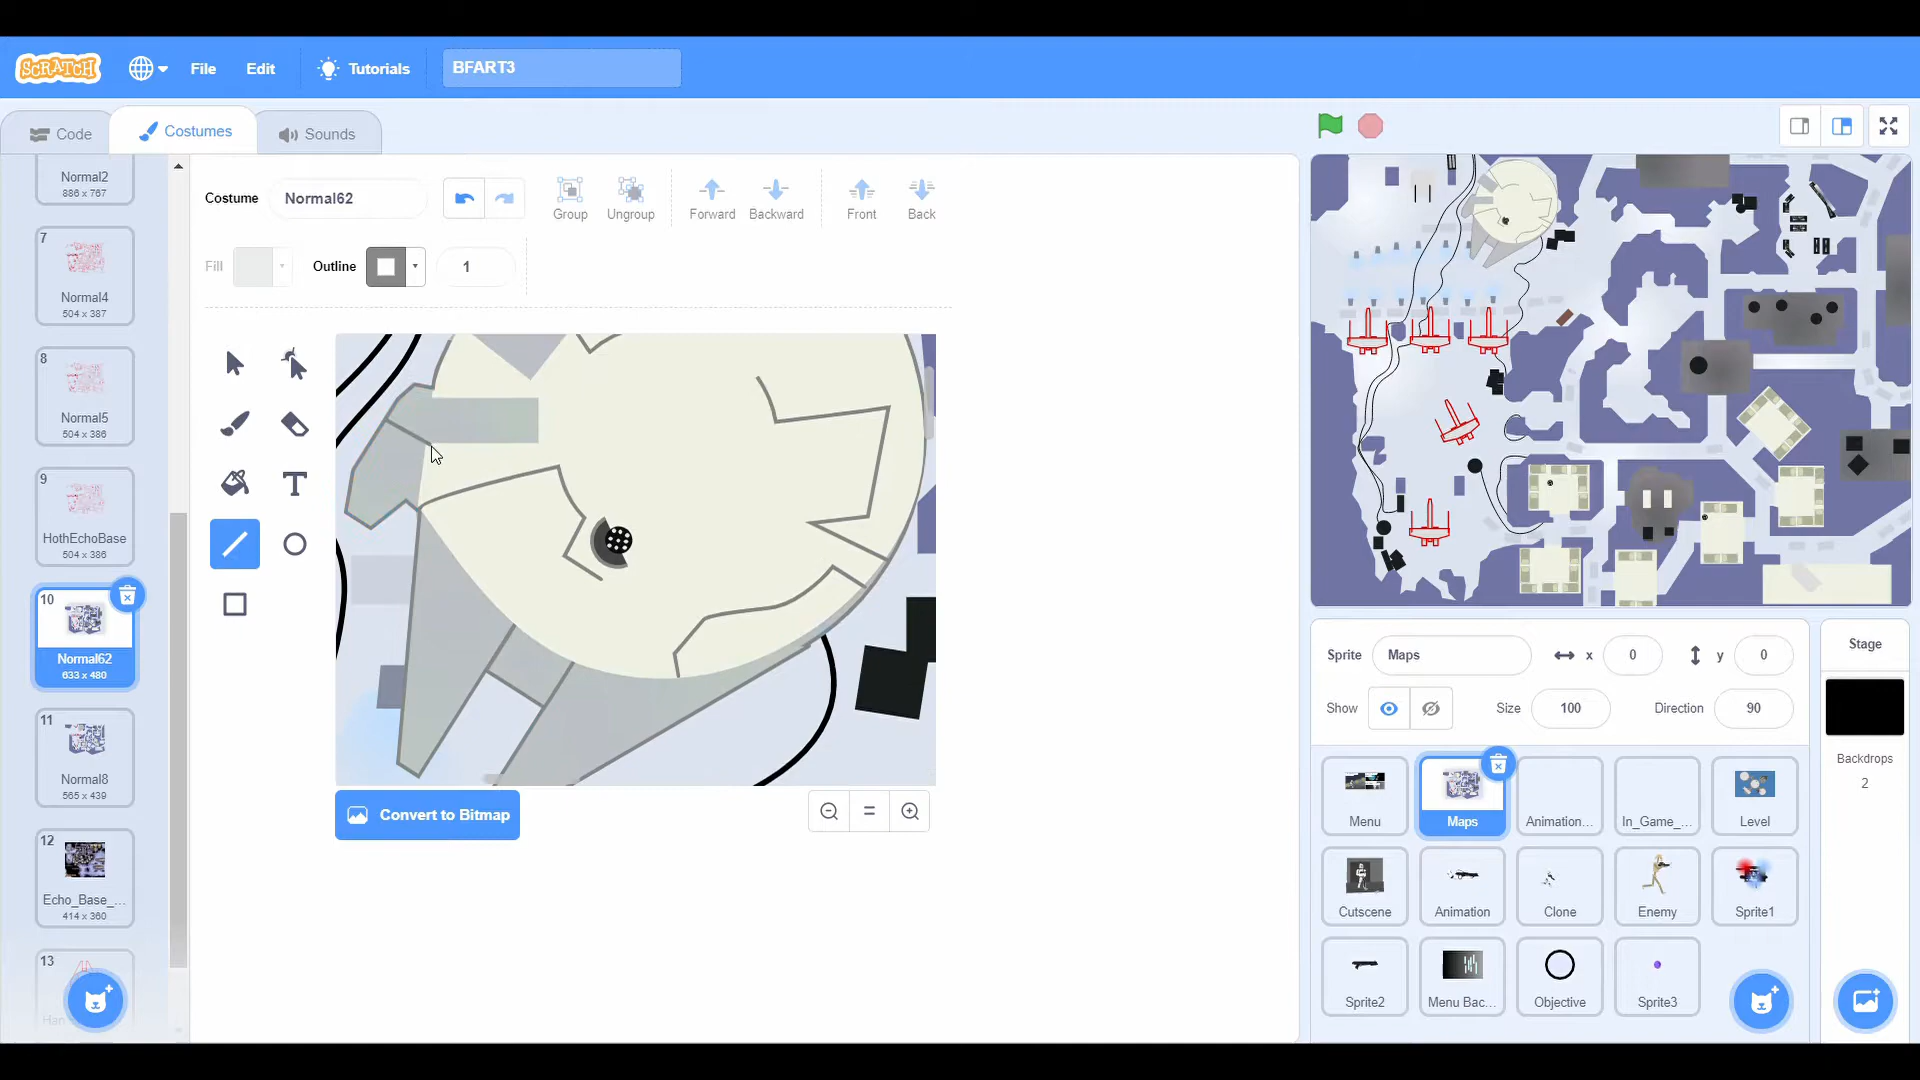 SCRATCH
File
Edit
Tutorials
BFART3
Code
Costumes
Sounds
Normal2
886 x 767
7
Normal4
504 x 387
8
Normal5
504 x 386
9
HothEchoBase
504 x 386
10
Normal62
633 x 480
11
Normal8
565 x 439
12
Echo_Base_...
414 x 360
13
Costume
Normal62
Group
Ungroup
Forward
Backward
Front
Back
Fill
Outline
1
Convert to Bitmap
Sprite
Maps
x
0
y
0
Show
Size
100
Direction
90
Menu
Maps
Animation...
In_Game_...
Level
Cutscene
Animation
Clone
Enemy
Sprite1
Sprite2
Menu Bac...
Objective
Sprite3
Stage
Backdrops
2